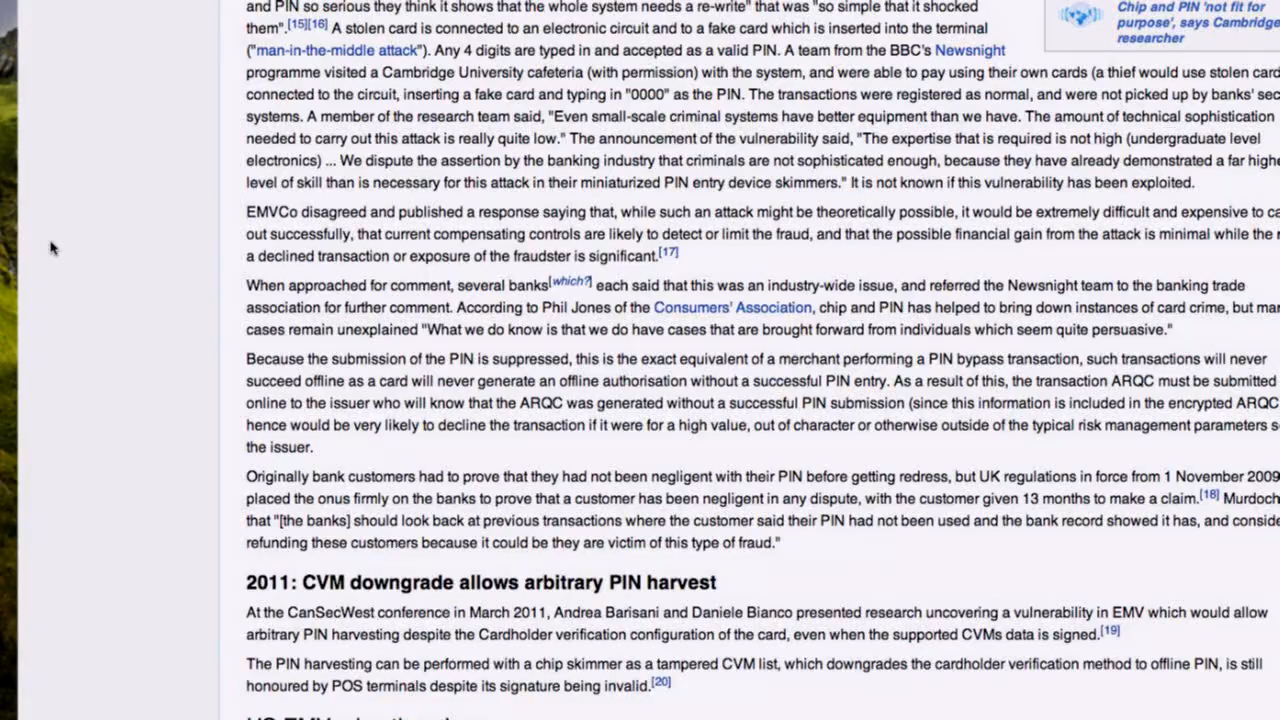 and PIN so serious they think it shows that the whole system needs a re-write" that was "so simple that it shocked
them".[15][16] A stolen card is connected to an electronic circuit and to a fake card which is inserted into the terminal
("man-in-the-middle attack"). Any 4 digits are typed in and accepted as a valid PIN. A team from the BBC's Newsnight
programme visited a Cambridge University cafeteria (with permission) with the system, and were able to pay using their own cards (a thief would use stolen card
connected to the circuit, inserting a fake card and typing in "0000" as the PIN. The transactions were registered as normal, and were not picked up by banks' sec
systems. A member of the research team said, "Even small-scale criminal systems have better equipment than we have. The amount of technical sophistication
needed to carry out this attack is really quite low." The announcement of the vulnerability said, "The expertise that is required is not high (undergraduate level
electronics) ... We dispute the assertion by the banking industry that criminals are not sophisticated enough, because they have already demonstrated a far highe
level of skill than is necessary for this attack in their miniaturized PIN entry device skimmers." It is not known if this vulnerability has been exploited.
Chip and PIN 'not fit for
purpose', says Cambridge
researcher
EMVCo disagreed and published a response saying that, while such an attack might be theoretically possible, it would be extremely difficult and expensive to ca
out successfully, that current compensating controls are likely to detect or limit the fraud, and that the possible financial gain from the attack is minimal while the r
a declined transaction or exposure of the fraudster is significant.[17]
When approached for comment, several banks[which?] each said that this was an industry-wide issue, and referred the Newsnight team to the banking trade
association for further comment. According to Phil Jones of the Consumers' Association, chip and PIN has helped to bring down instances of card crime, but mar
cases remain unexplained "What we do know is that we do have cases that are brought forward from individuals which seem quite persuasive."
Because the submission of the PIN is suppressed, this is the exact equivalent of a merchant performing a PIN bypass transaction, such transactions will never
succeed offline as a card will never generate an offline authorisation without a successful PIN entry. As a result of this, the transaction ARQC must be submitted
online to the issuer who will know that the ARQC was generated without a successful PIN submission (since this information is included in the encrypted ARQC
hence would be very likely to decline the transaction if it were for a high value, out of character or otherwise outside of the typical risk management parameters s
the issuer.
Originally bank customers had to prove that they had not been negligent with their PIN before getting redress, but UK regulations in force from 1 November 2009
placed the onus firmly on the banks to prove that a customer has been negligent in any dispute, with the customer given 13 months to make a claim.[18] Murdoch
that "[the banks] should look back at previous transactions where the customer said their PIN had not been used and the bank record showed it has, and conside
refunding these customers because it could be they are victim of this type of fraud."
2011: CVM downgrade allows arbitrary PIN harvest
At the CanSecWest conference in March 2011, Andrea Barisani and Daniele Bianco presented research uncovering a vulnerability in EMV which would allow
arbitrary PIN harvesting despite the Cardholder verification configuration of the card, even when the supported CVMs data is signed.[19]
The PIN harvesting can be performed with a chip skimmer as a tampered CVM list, which downgrades the cardholder verification method to offline PIN, is still
honoured by POS terminals despite its signature being invalid.[20]